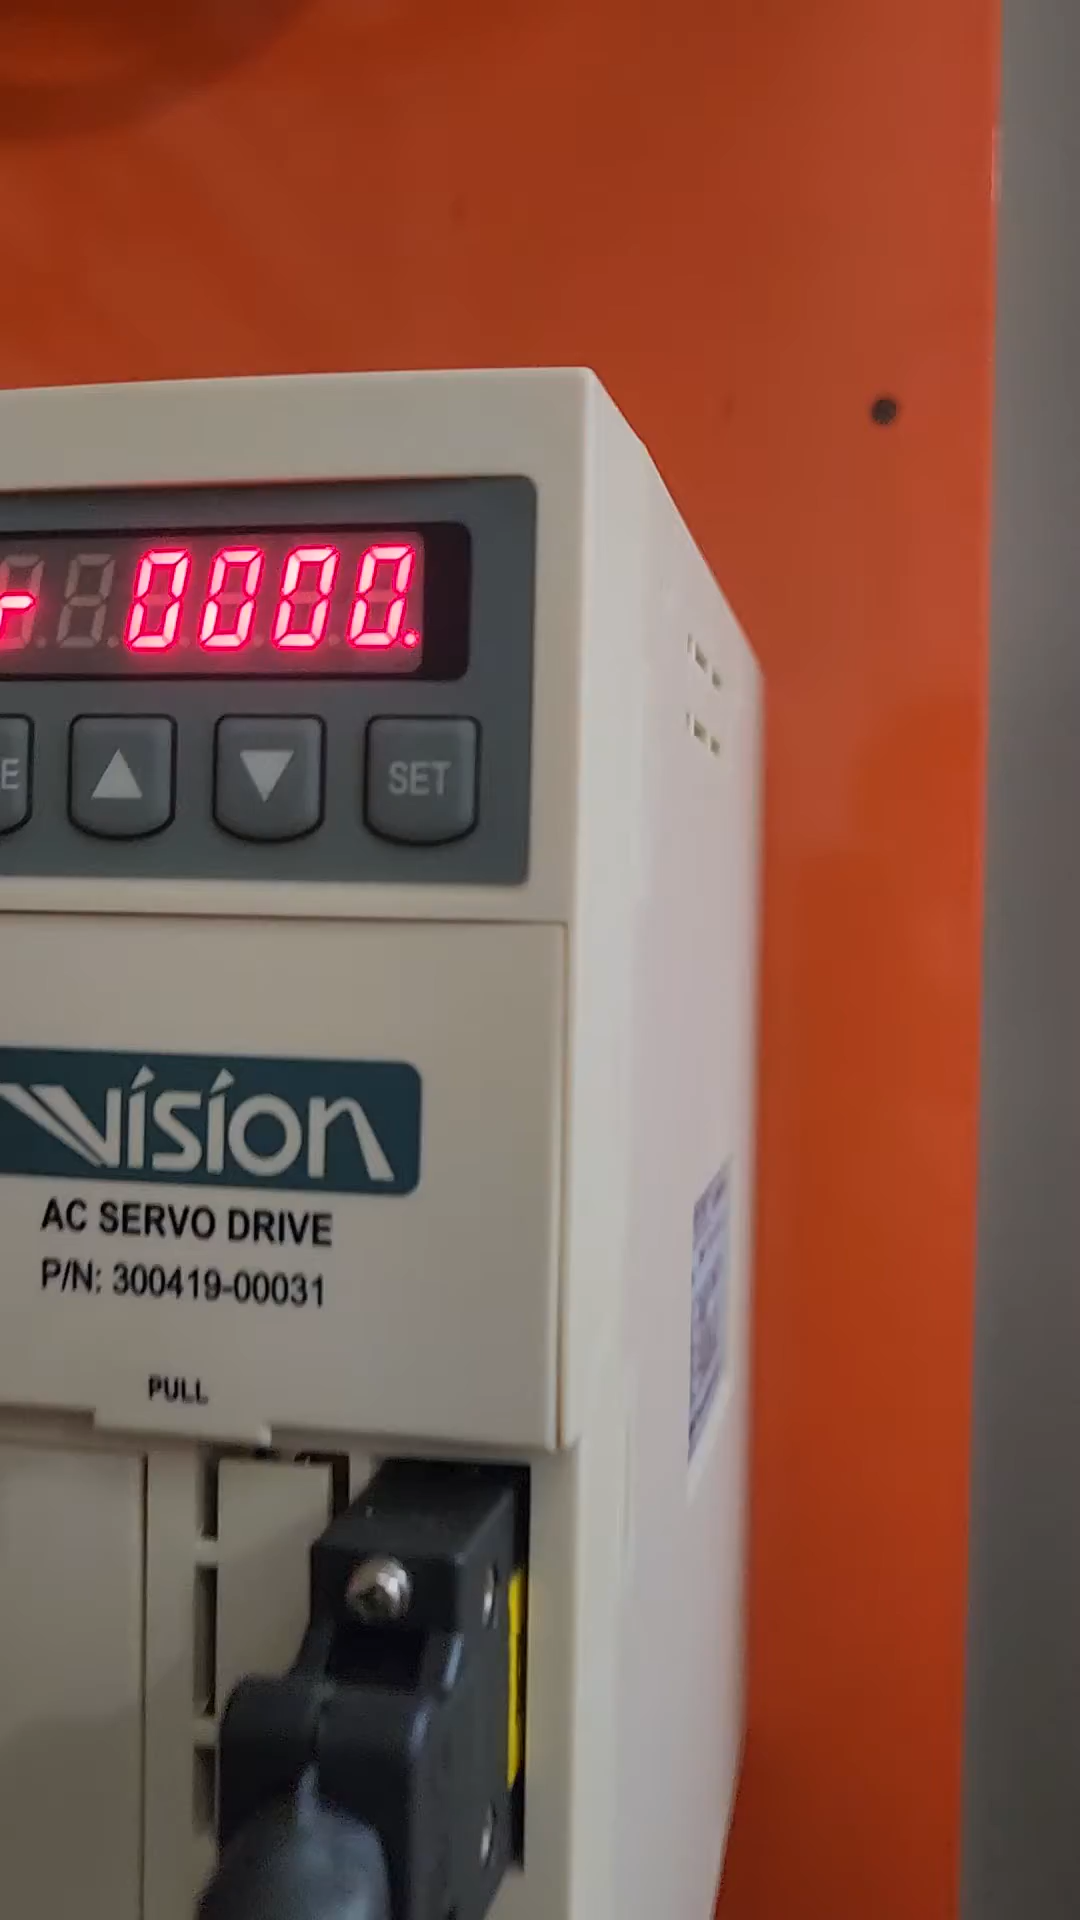 r 0000.
E ▲ ▼ SET
Vision
AC SERVO DRIVE
P/N: 300419-00031
PULL